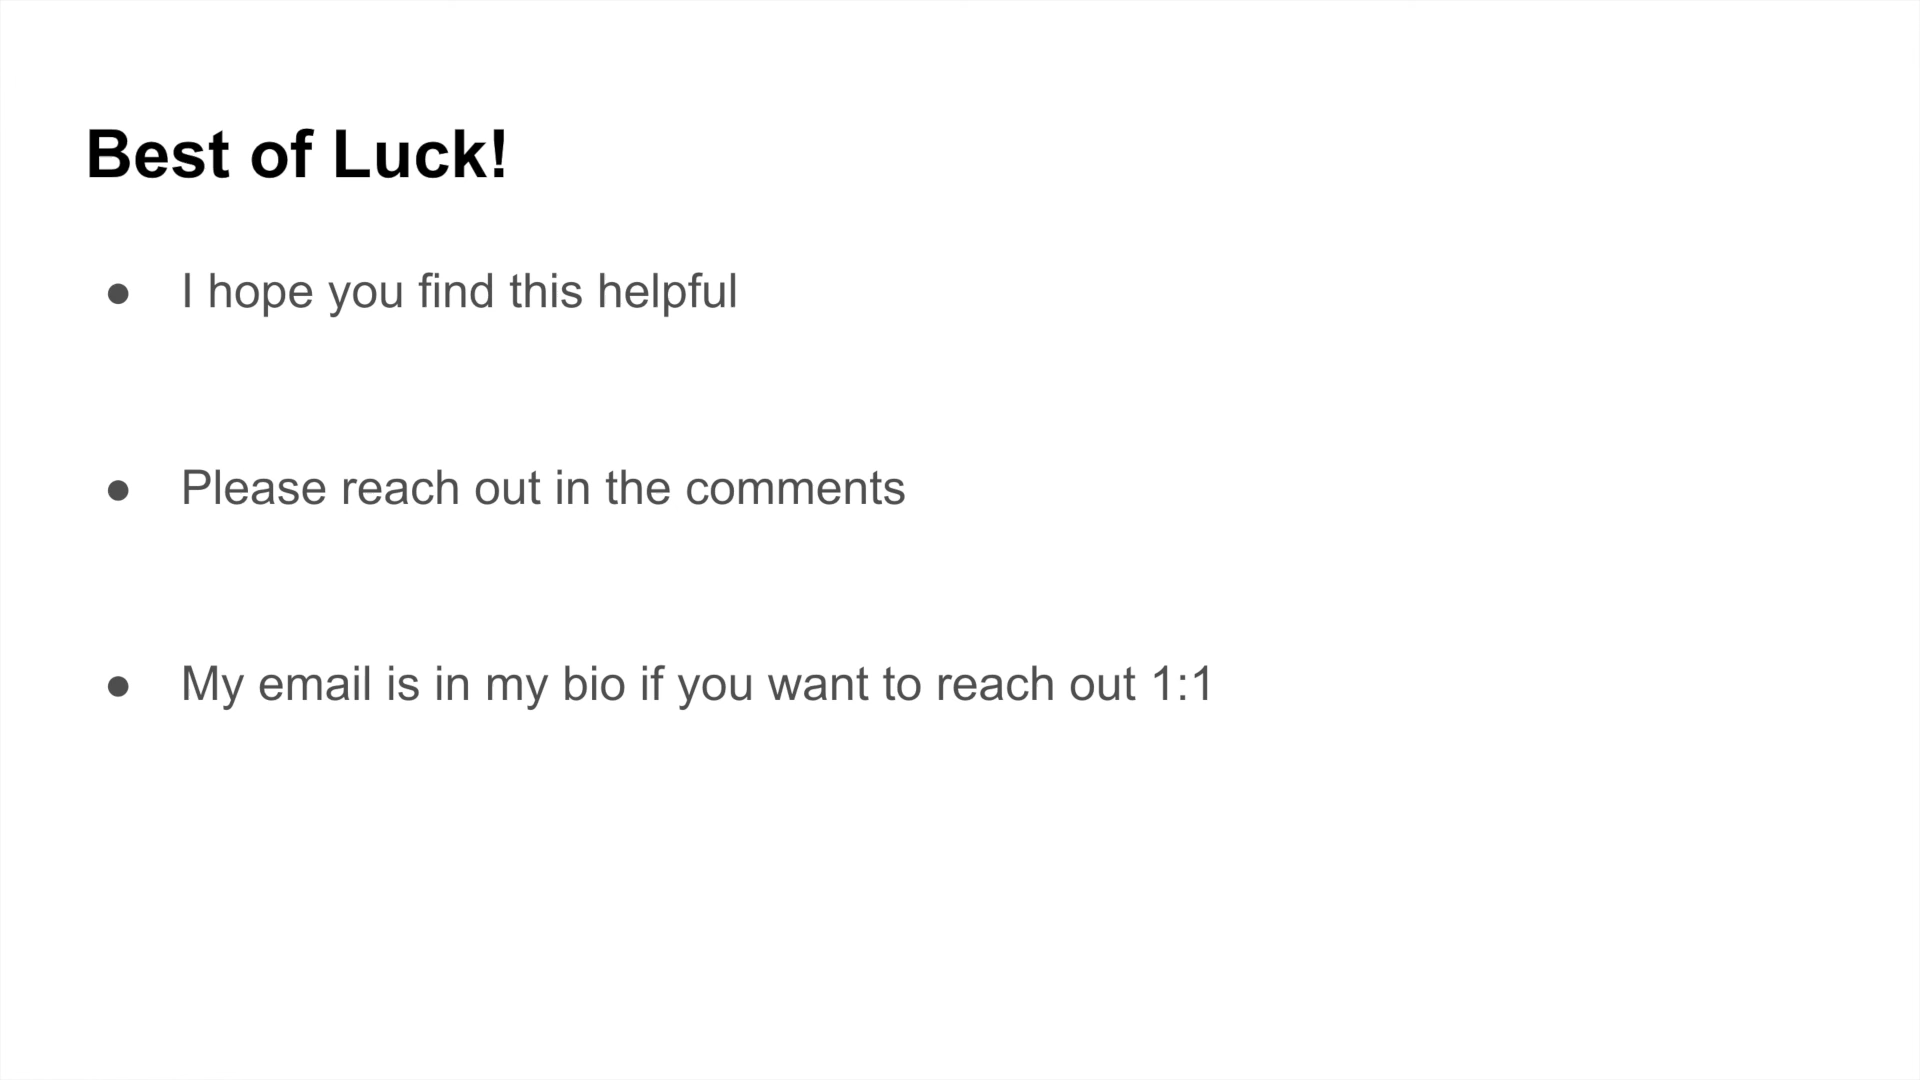 Best of Luck!
● I hope you find this helpful
● Please reach out in the comments
● My email is in my bio if you want to reach out 1:1